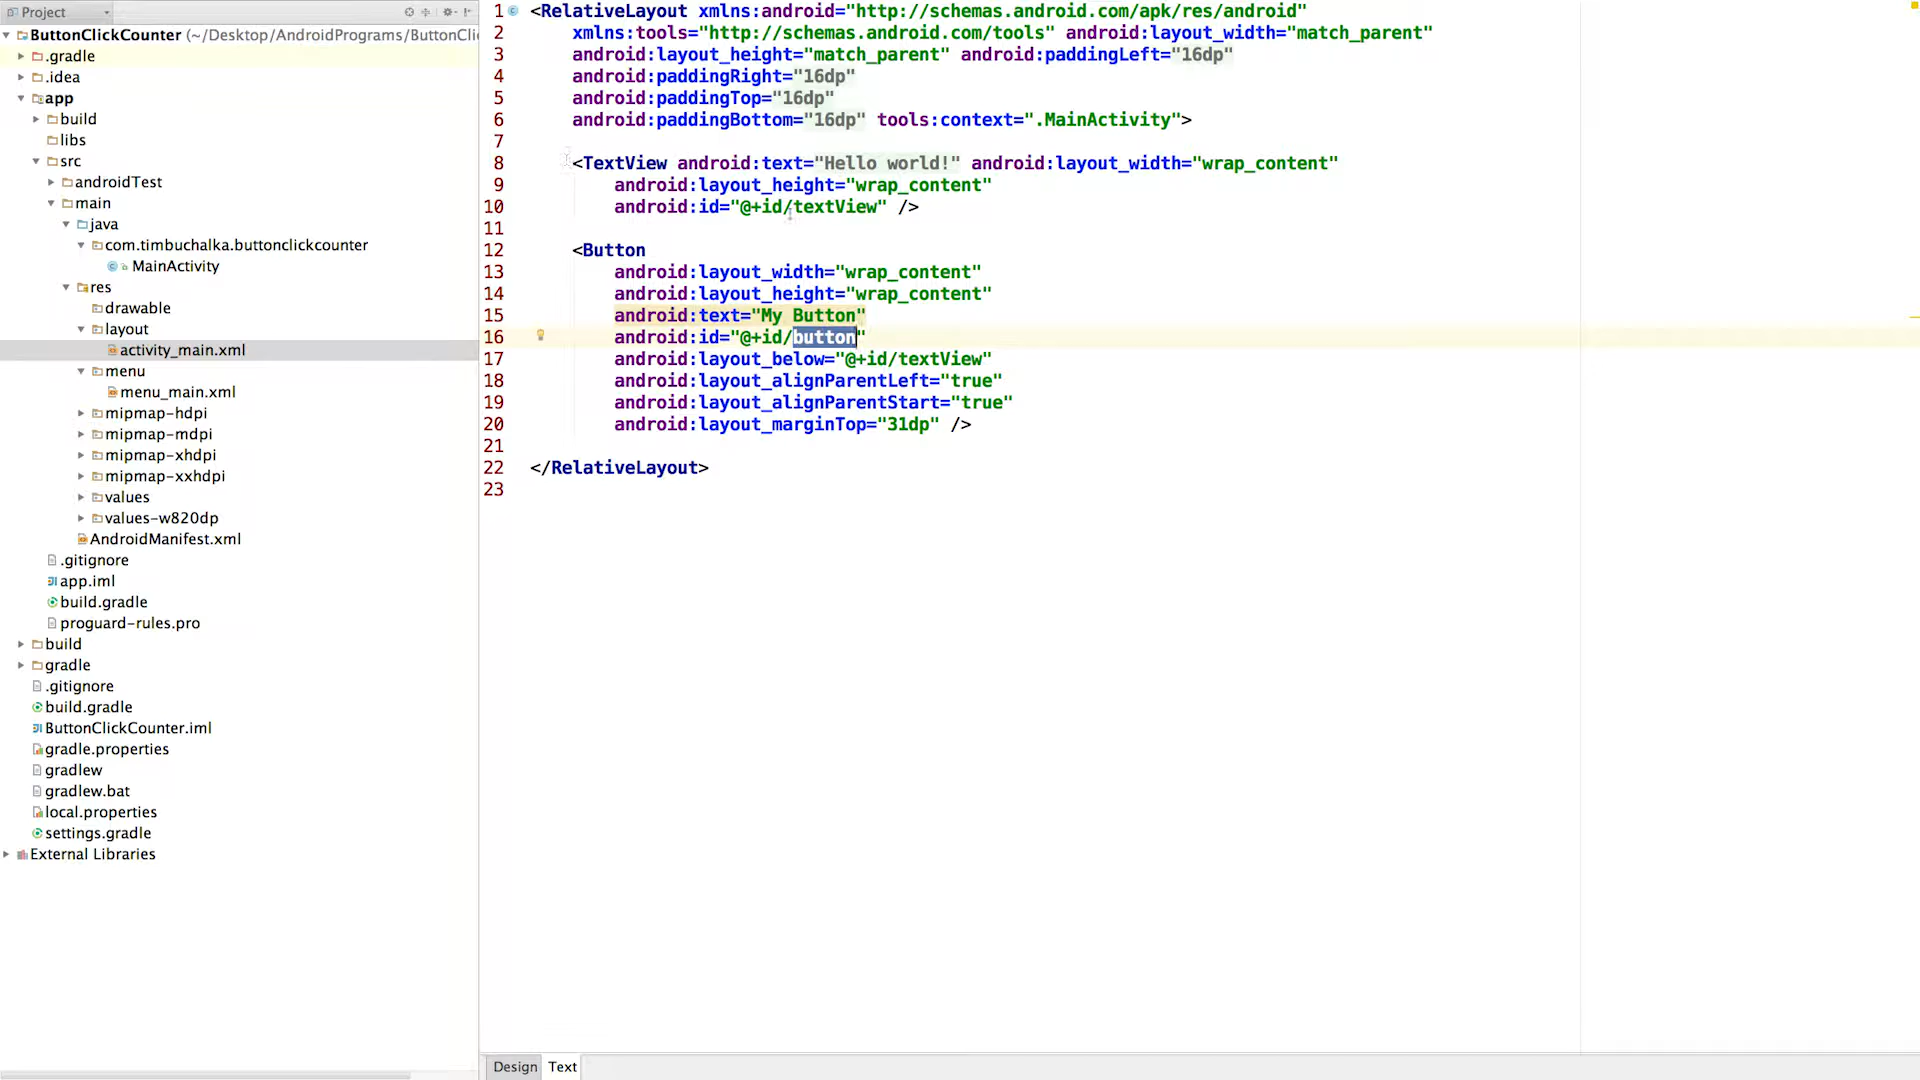 Project
ButtonClickCounter (~/Desktop/AndroidPrograms/ButtonCli
.gradle
.idea
app
build
libs
src
androidTest
main
java
com.timbuchalka.buttonclickcounter
MainActivity
res
drawable
layout
activity_main.xml
menu
menu_main.xml
mipmap-hdpi
mipmap-mdpi
mipmap-xhdpi
mipmap-xxhdpi
values
values-w820dp
AndroidManifest.xml
.gitignore
app.iml
build.gradle
proguard-rules.pro
build
gradle
.gitignore
build.gradle
ButtonClickCounter.iml
gradle.properties
gradlew
gradlew.bat
local.properties
settings.gradle
External Libraries
1 <RelativeLayout xmlns:android="http://schemas.android.com/apk/res/android"
2 xmlns:tools="http://schemas.android.com/tools" android:layout_width="match_parent"
3 android:layout_height="match_parent" android:paddingLeft="16dp"
4 android:paddingRight="16dp"
5 android:paddingTop="16dp"
6 android:paddingBottom="16dp" tools:context=".MainActivity">
7
8 <TextView android:text="Hello world!" android:layout_width="wrap_content"
9 android:layout_height="wrap_content"
10 android:id="@+id/textView" />
11
12 <Button
13 android:layout_width="wrap_content"
14 android:layout_height="wrap_content"
15 android:text="My Button"
16 android:id="@+id/button"
17 android:layout_below="@+id/textView"
18 android:layout_alignParentLeft="true"
19 android:layout_alignParentStart="true"
20 android:layout_marginTop="31dp" />
21
22 </RelativeLayout>
23
Design Text